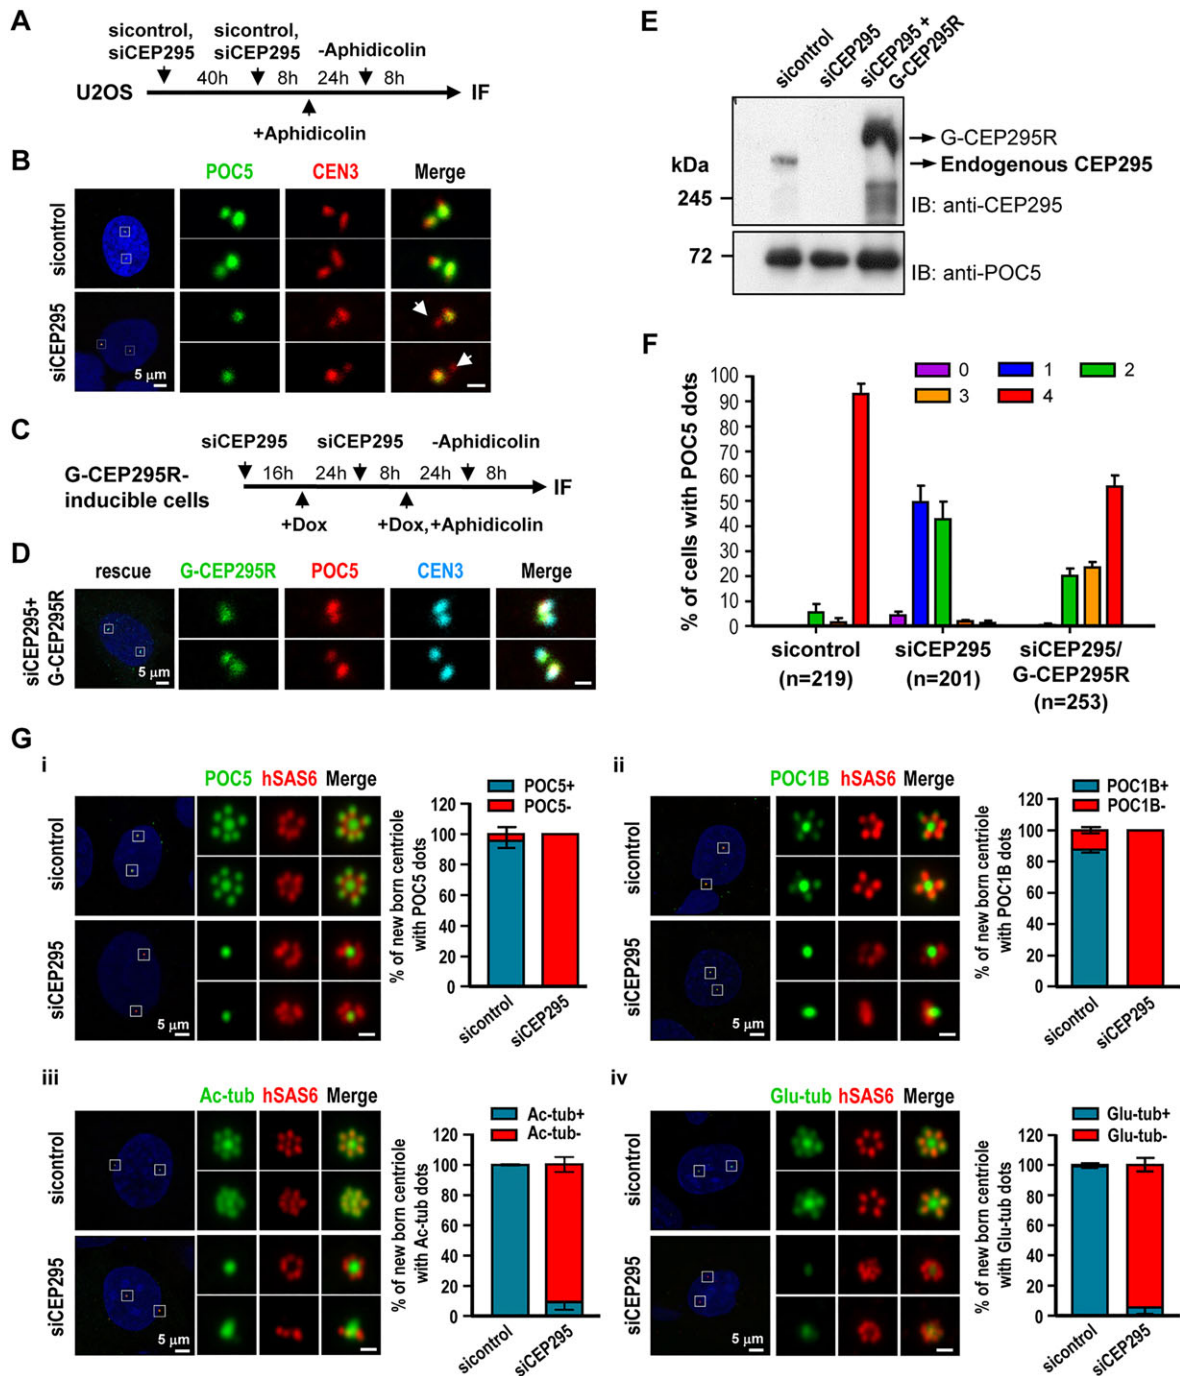 A
sicontrol, siCEP295
sicontrol, siCEP295
-Aphidicolin
40h
8h
24h
8h
U2OS
IF
+Aphidicolin
B
POC5
CEN3
Merge
sicontrol
siCEP295
5 μm
C
siCEP295
siCEP295
-Aphidicolin
G-CEP295R-
inducible cells
16h
24h
8h
24h
8h
IF
+Dox
+Dox,+Aphidicolin
D
rescue
G-CEP295R
POC5
CEN3
Merge
siCEP295+
G-CEP295R
5 μm
E
sicontrol
siCEP295
siCEP295 +
G-CEP295R
kDa
245
72
G-CEP295R
Endogenous CEP295
IB: anti-CEP295
IB: anti-POC5
F
0
1
2
3
4
% of cells with POC5 dots
100
90
80
70
60
50
40
30
20
10
0
sicontrol
(n=219)
siCEP295
(n=201)
siCEP295/
G-CEP295R
(n=253)
G
i
POC5
hSAS6
Merge
sicontrol
siCEP295
5 μm
POC5+
POC5-
% of new born centriole
with POC5 dots
120
100
80
60
40
20
0
sicontrol
siCEP295
ii
POC1B
hSAS6
Merge
sicontrol
siCEP295
5 μm
POC1B+
POC1B-
% of new born centriole
with POC1B dots
120
100
80
60
40
20
0
sicontrol
siCEP295
iii
Ac-tub
hSAS6
Merge
sicontrol
siCEP295
5 μm
Ac-tub+
Ac-tub-
% of new born centriole
with Ac-tub dots
120
100
80
60
40
20
0
sicontrol
siCEP295
iv
Glu-tub
hSAS6
Merge
sicontrol
siCEP295
5 μm
Glu-tub+
Glu-tub-
% of new born centriole
with Glu-tub dots
120
100
80
60
40
20
0
sicontrol
siCEP295